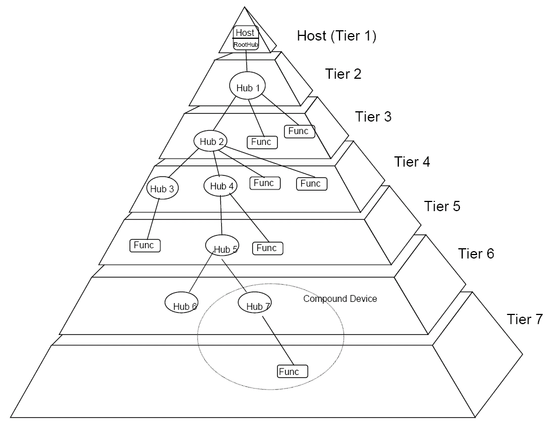 Host
RootHub
Host (Tier 1)
Tier 2
Hub 1
Tier 3
Func
Func
Hub 2
Tier 4
Hub 3
Hub 4
Func
Func
Tier 5
Func
Hub 5
Func
Tier 6
Hub 6
Hub 7
Compound Device
Tier 7
Func